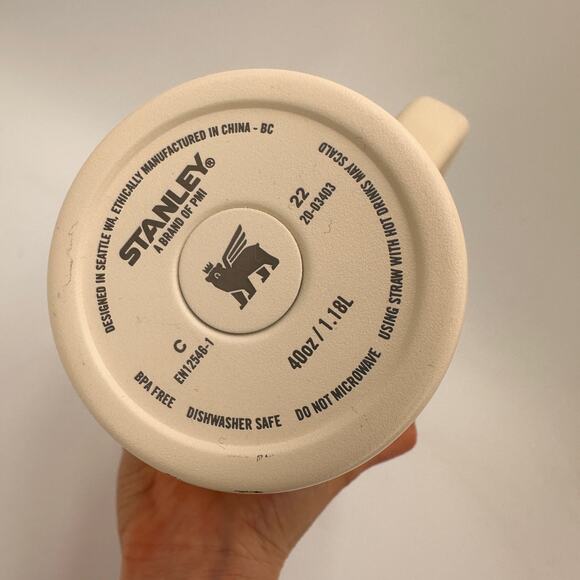 DESIGNED IN SEATTLE WA, ETHICALLY MANUFACTURED IN CHINA - BC
STANLEY®
A BRAND OF PMI
22
20-03403
C
EN12546-1
40oz / 1.18L
BPA FREE
DISHWASHER SAFE
DO NOT MICROWAVE
USING STRAW WITH HOT DRINKS MAY SCALD